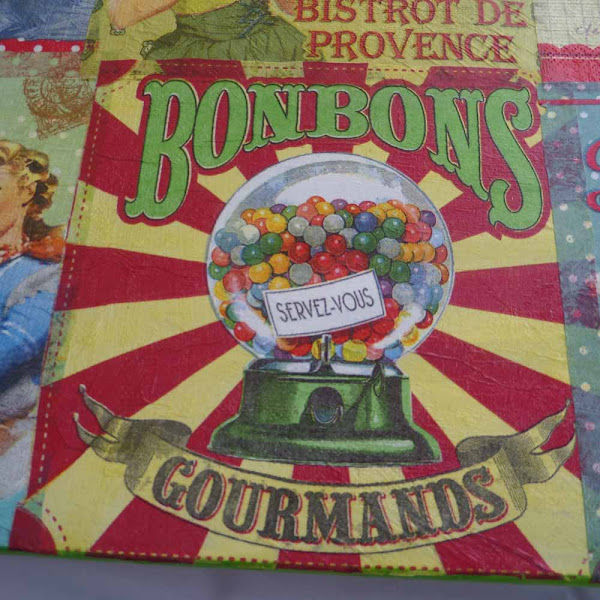 BISTROT DE
PROVENCE
BONBONS
SERVEZ-VOUS
GOURMANDS